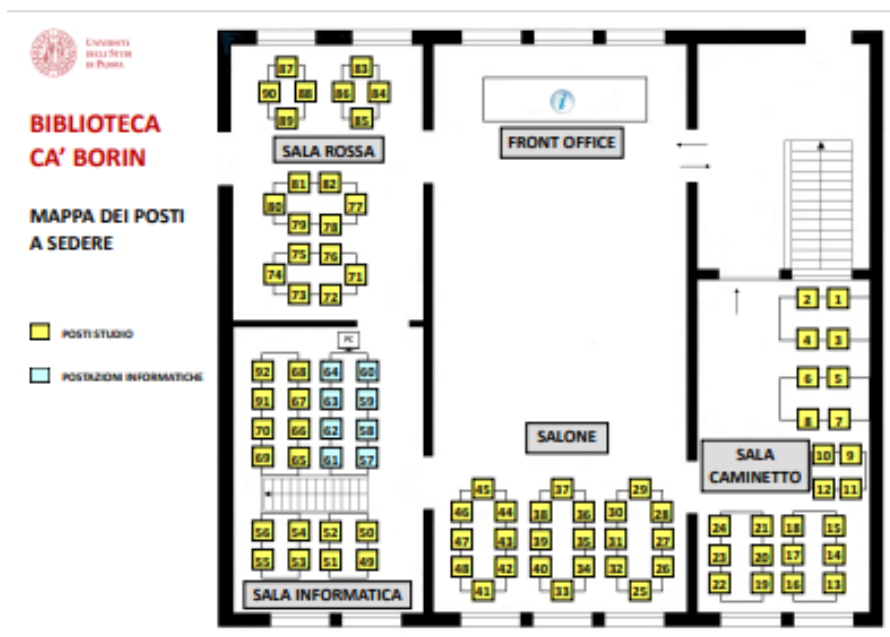 UNIVERSITÀ
DEGLI STUDI
DI PADOVA
BIBLIOTECA
CA' BORIN
MAPPA DEI POSTI
A SEDERE
POSTI STUDIO
POSTAZIONI INFORMATICHE
87 83
90 88 86 84
89 85
SALA ROSSA
81 82
80 77
79 78
75 76
74 71
73 72
FRONT OFFICE
2 1
4 3
6 5
8 7
PC
92 68 64 60
91 67 63 59
70 66 62 58
69 65 61 57
56 54 52 50
55 53 51 49
SALA INFORMATICA
SALONE
45 37 29
46 44 38 36 30 28
47 43 39 35 31 27
48 42 40 34 32 26
41 33 25
SALA
CAMINETTO
10 9
12 11
24 21 18 15
23 20 17 14
22 19 16 13